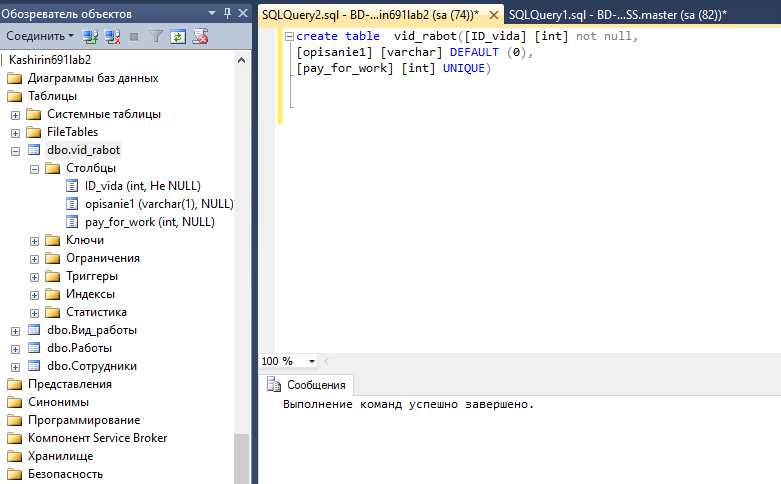 Обозреватель объектов
Соединить
Kashirin691lab2
Диаграммы баз данных
Таблицы
Системные таблицы
FileTables
dbo.vid_rabot
Столбцы
ID_vida (int, Не NULL)
opisanie1 (varchar(1), NULL)
pay_for_work (int, NULL)
Ключи
Ограничения
Триггеры
Индексы
Статистика
dbo.Вид_работы
dbo.Работы
dbo.Сотрудники
Представления
Синонимы
Программирование
Компонент Service Broker
Хранилище
Безопасность
SQLQuery2.sql - BD-...in691lab2 (sa (74))*
SQLQuery1.sql - BD-...SS.master (sa (82))*
create table  vid_rabot([ID_vida] [int] not null,
[opisanie1] [varchar] DEFAULT (0),
[pay_for_work] [int] UNIQUE)
100 %
Сообщения
Выполнение команд успешно завершено.